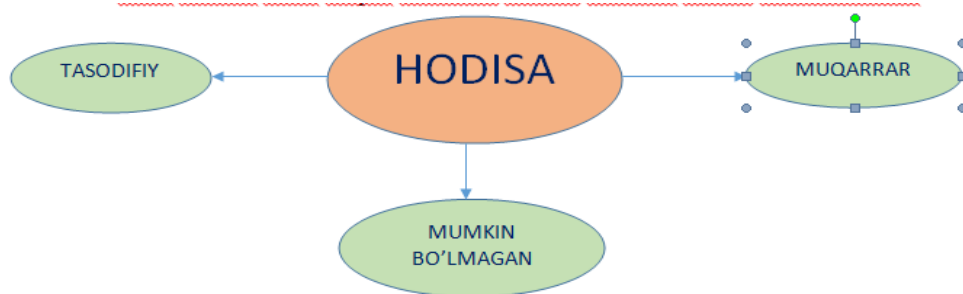 HODISA
TASODIFIY
MUQARRAR
MUMKIN
BO’LMAGAN